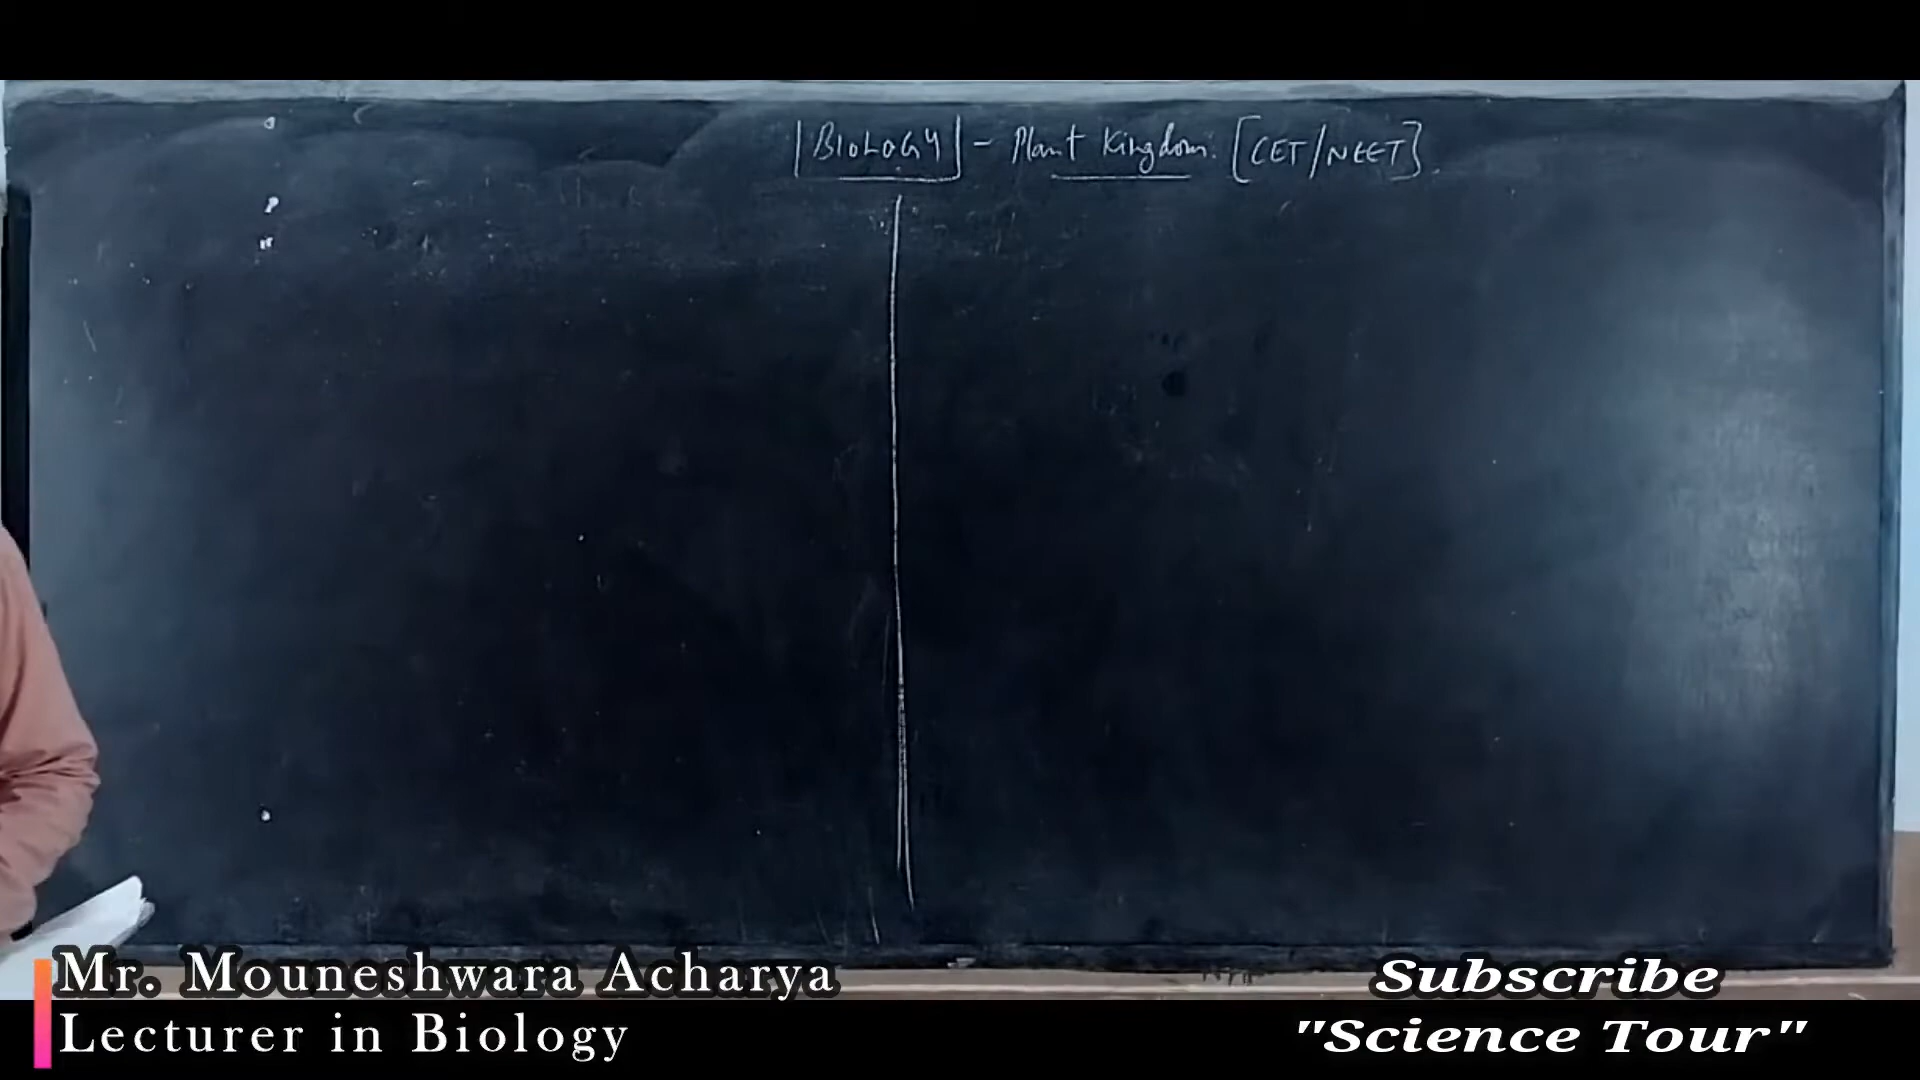 |BIOLOGY| - Plant Kingdom. [CET/NEET}.
Mr. Mouneshwara Acharya
Lecturer in Biology
Subscribe
"Science Tour"